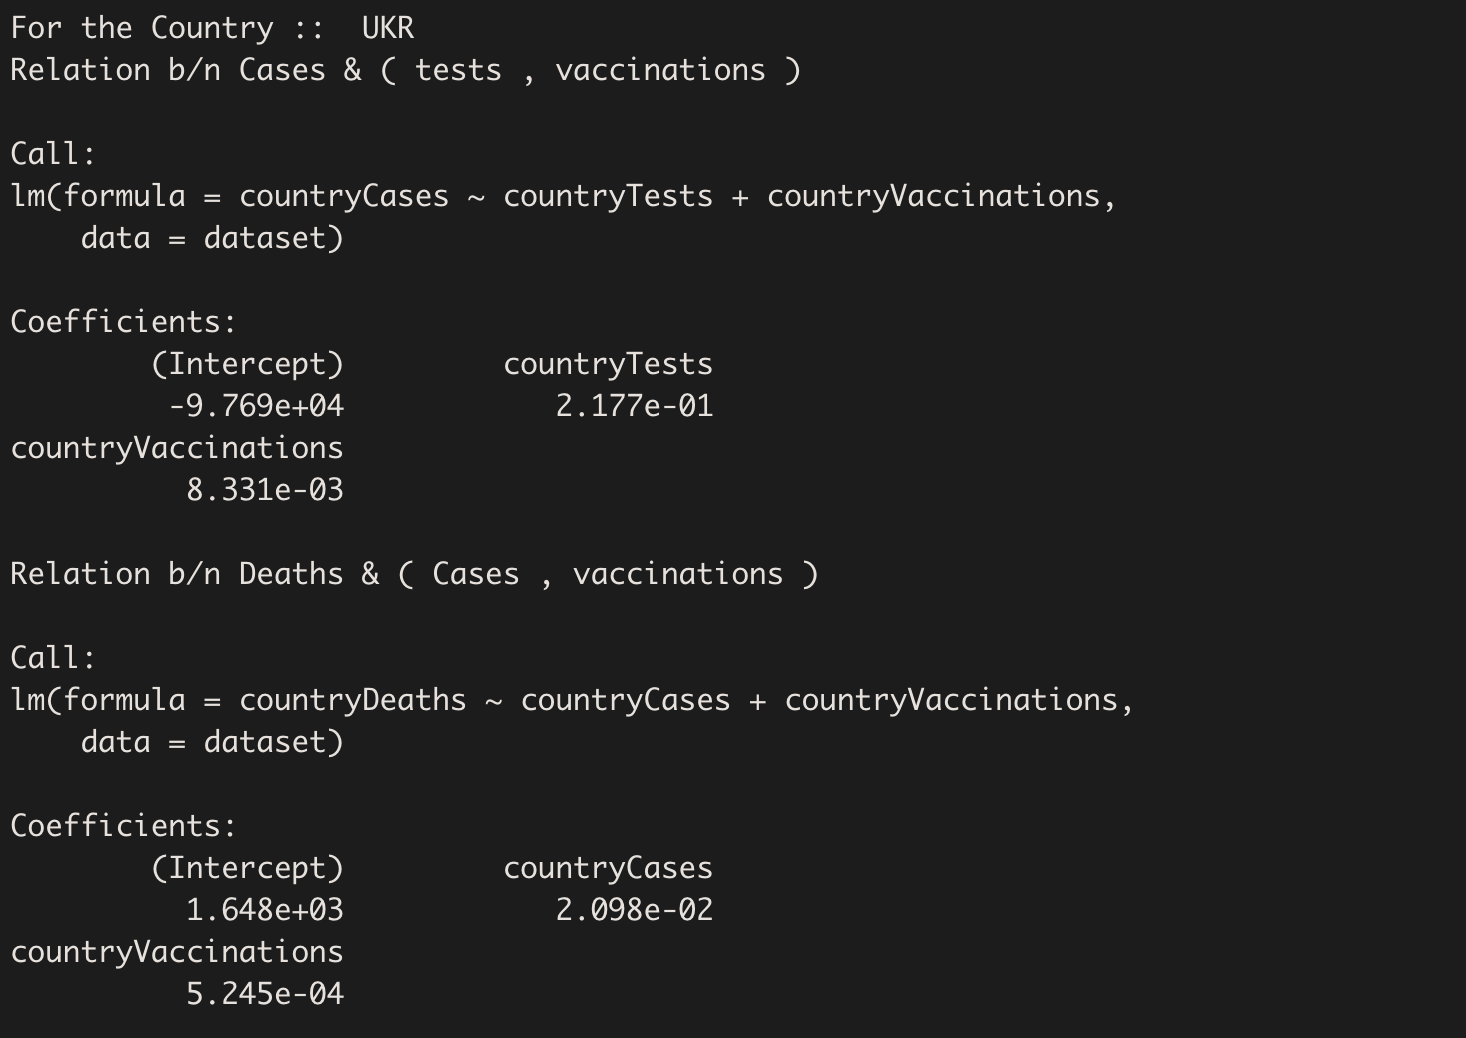 For the Country ::  UKR
Relation b/n Cases & ( tests , vaccinations )
Call:
lm(formula = countryCases ~ countryTests + countryVaccinations,
    data = dataset)
Coefficients:
        (Intercept)         countryTests
         -9.769e+04            2.177e-01
countryVaccinations
          8.331e-03
Relation b/n Deaths & ( Cases , vaccinations )
Call:
lm(formula = countryDeaths ~ countryCases + countryVaccinations,
    data = dataset)
Coefficients:
        (Intercept)         countryCases
          1.648e+03            2.098e-02
countryVaccinations
          5.245e-04